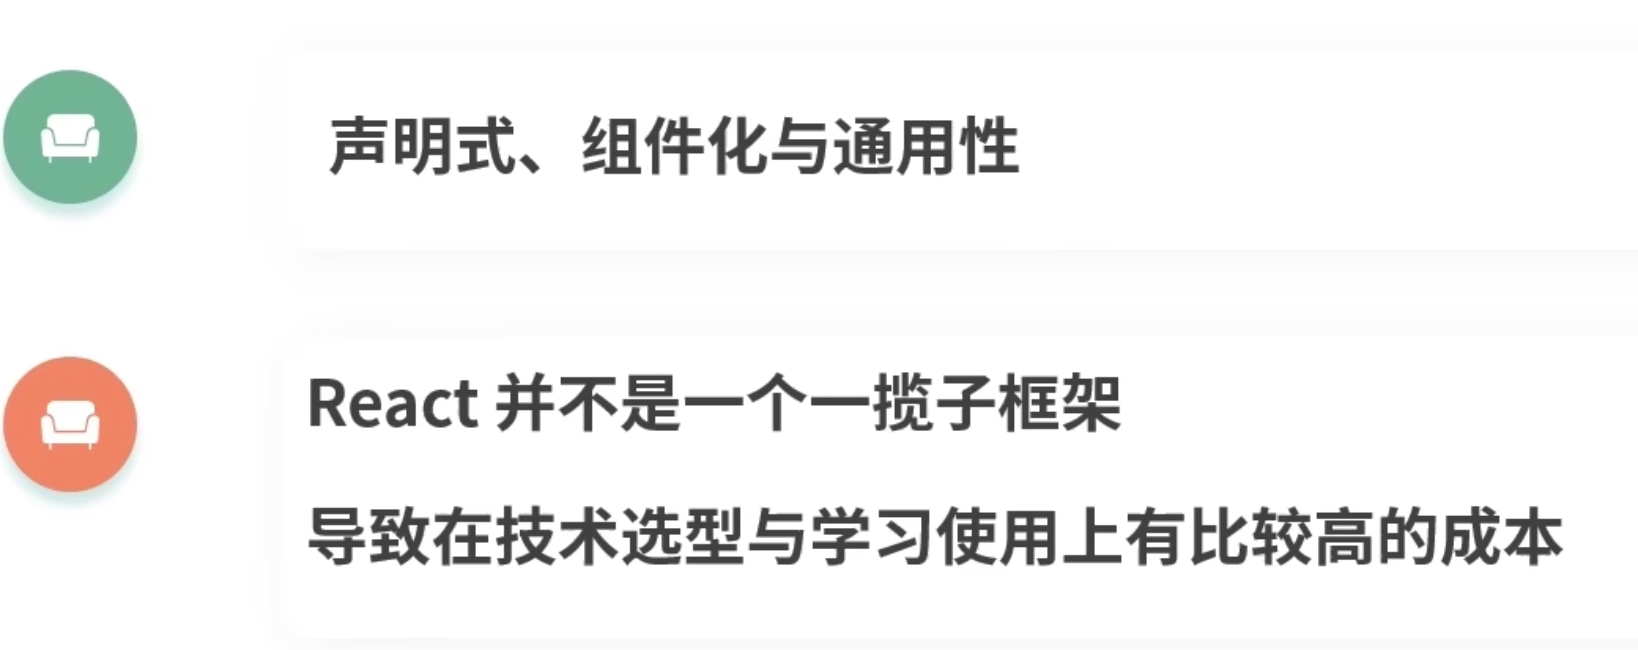 声明式、组件化与通用性
React 并不是一个一揽子框架
导致在技术选型与学习使用上有比较高的成本